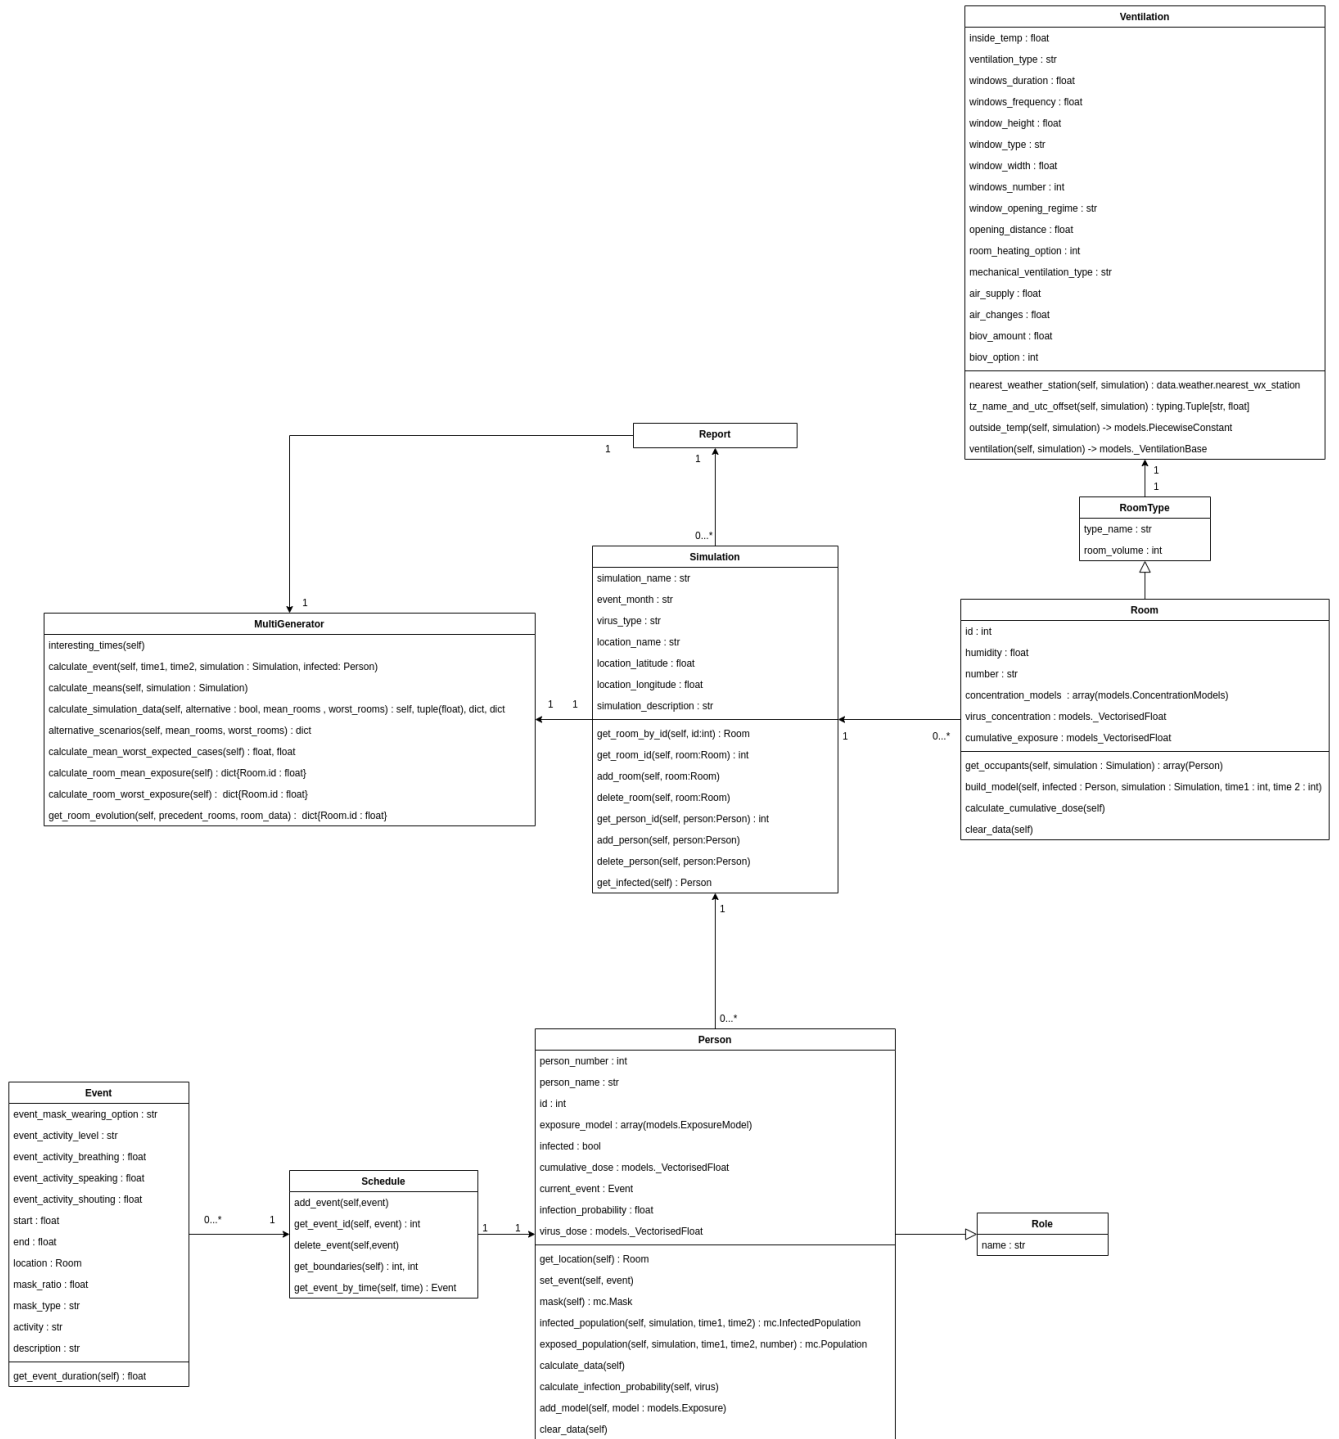 Ventilation
inside_temp : float
ventilation_type : str
windows_duration : float
windows_frequency : float
window_height : float
window_type : str
window_width : float
windows_number : int
window_opening_regime : str
opening_distance : float
room_heating_option : int
mechanical_ventilation_type : str
air_supply : float
air_changes : float
biov_amount : float
biov_option : int
nearest_weather_station(self, simulation) : data.weather.nearest_wx_station
tz_name_and_utc_offset(self, simulation) : typing.Tuple[str, float]
outside_temp(self, simulation) -> models.PiecewiseConstant
ventilation(self, simulation) -> models._VentilationBase
1
1
RoomType
type_name : str
room_volume : int
Report
1
1
0...*
1
Simulation
simulation_name : str
event_month : str
virus_type : str
location_name : str
location_latitude : float
location_longitude : float
simulation_description : str
get_room_by_id(self, id:int) : Room
get_room_id(self, room:Room) : int
add_room(self, room:Room)
delete_room(self, room:Room)
get_person_id(self, person:Person) : int
add_person(self, person:Person)
delete_person(self, person:Person)
get_infected(self) : Person
MultiGenerator
interesting_times(self)
calculate_event(self, time1, time2, simulation : Simulation, infected: Person)
calculate_means(self, simulation : Simulation)
calculate_simulation_data(self, alternative : bool, mean_rooms , worst_rooms) : self, tuple(float), dict, dict
alternative_scenarios(self, mean_rooms, worst_rooms) : dict
calculate_mean_worst_expected_cases(self) : float, float
calculate_room_mean_exposure(self) : dict{Room.id : float}
calculate_room_worst_exposure(self) :  dict{Room.id : float}
get_room_evolution(self, precedent_rooms, room_data) :  dict{Room.id : float}
1 1
1 0...*
Room
id : int
humidity : float
number : str
concentration_models  : array(models.ConcentrationModels)
virus_concentration : models._VectorisedFloat
cumulative_exposure : models_VectorisedFloat
get_occupants(self, simulation : Simulation) : array(Person)
build_model(self, infected : Person, simulation : Simulation, time1 : int, time 2 : int)
calculate_cumulative_dose(self)
clear_data(self)
1
0...*
Person
person_number : int
person_name : str
id : int
exposure_model : array(models.ExposureModel)
infected : bool
cumulative_dose : models._VectorisedFloat
current_event : Event
infection_probability : float
virus_dose : models._VectorisedFloat
get_location(self) : Room
set_event(self, event)
mask(self) : mc.Mask
infected_population(self, simulation, time1, time2) : mc.InfectedPopulation
exposed_population(self, simulation, time1, time2, number) : mc.Population
calculate_data(self)
calculate_infection_probability(self, virus)
add_model(self, model : models.Exposure)
clear_data(self)
Event
event_mask_wearing_option : str
event_activity_level : str
event_activity_breathing : float
event_activity_speaking : float
event_activity_shouting : float
start : float
end : float
location : Room
mask_ratio : float
mask_type : str
activity : str
description : str
get_event_duration(self) : float
0...* 1
Schedule
add_event(self,event)
get_event_id(self, event) : int
delete_event(self,event)
get_boundaries(self) : int, int
get_event_by_time(self, time) : Event
1 1
Role
name : str